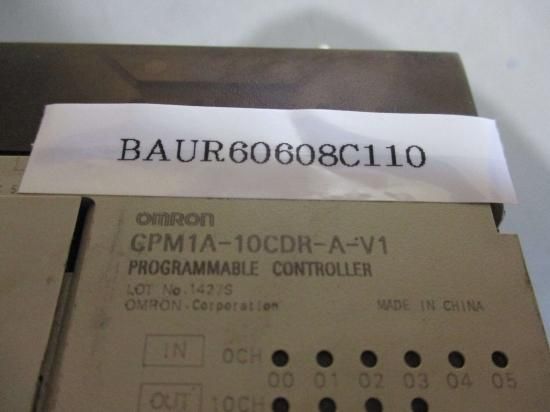 BAUR60608C110
OMRON
CPM1A-10CDR-A-V1
PROGRAMMABLE CONTROLLER
LOT No. 1427S
OMRON Corporation MADE IN CHINA
IN 0CH
00 01 02 03 04 05
OUT 10CH